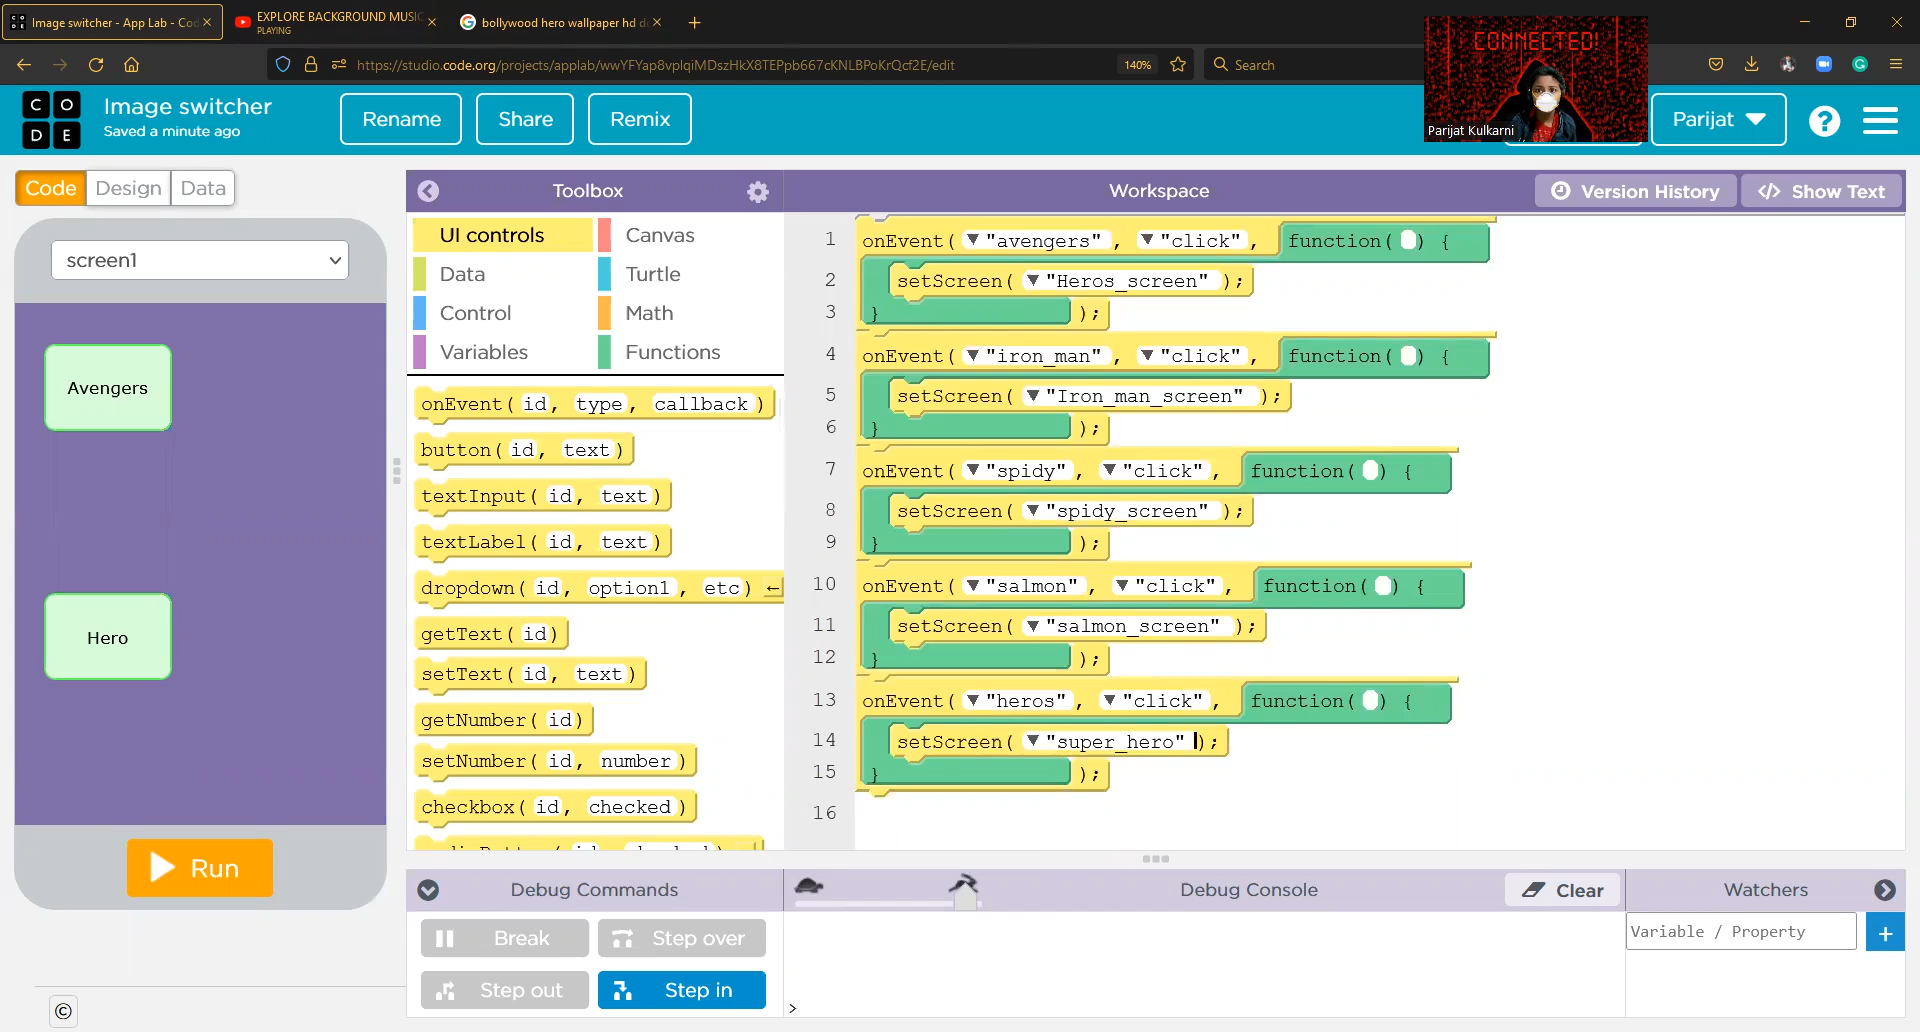 Image switcher - App Lab - Co
EXPLORE BACKGROUND MUSIC
PLAYING
bollywood hero wallpaper hd d
https://studio.code.org/projects/applab/wwYFYap8vplqiMDszHkX8TEPpb667cKNLBPoKrQcf2E/edit
140%
Search
CONNECTED!
Parijat Kulkarni
C O D E
Image switcher
Saved a minute ago
Rename
Share
Remix
Parijat
?
Code
Design
Data
Toolbox
Workspace
Version History
Show Text
screen1
Avengers
Hero
Run
UI controls
Canvas
Data
Turtle
Control
Math
Variables
Functions
onEvent( id, type, callback )
button( id, text )
textInput( id, text )
textLabel( id, text )
dropdown( id, option1, etc )
getText( id )
setText( id, text )
getNumber( id )
setNumber( id, number )
checkbox( id, checked )
1 onEvent( ▼ "avengers", ▼ "click", function( ) {
2 setScreen( ▼ "Heros_screen" );
3 } );
4 onEvent( ▼ "iron_man", ▼ "click", function( ) {
5 setScreen( ▼ "Iron_man_screen" );
6 } );
7 onEvent( ▼ "spidy", ▼ "click", function( ) {
8 setScreen( ▼ "spidy_screen" );
9 } );
10 onEvent( ▼ "salmon", ▼ "click", function( ) {
11 setScreen( ▼ "salmon_screen" );
12 } );
13 onEvent( ▼ "heros", ▼ "click", function( ) {
14 setScreen( ▼ "super_hero" );
15 } );
16
Debug Commands
Debug Console
Clear
Watchers
Break
Step over
Step out
Step in
Variable / Property
+
>
©